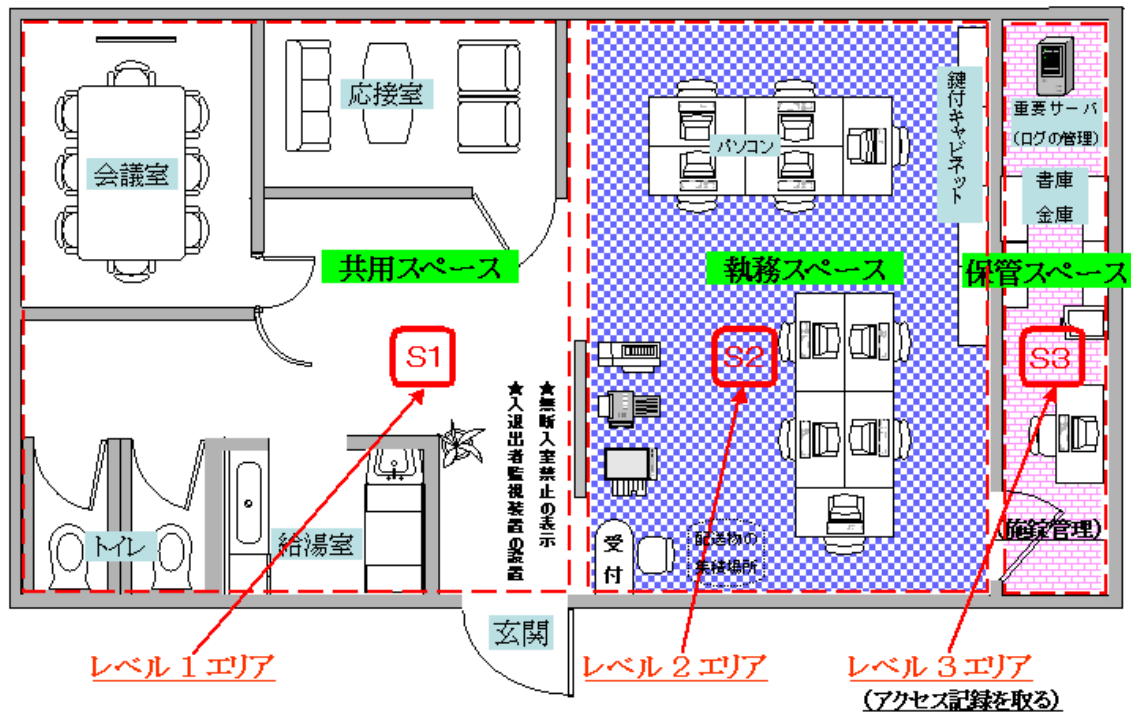 応接室
会議室
パソコン
鍵付キャビネット
重要サーバ
(ログの管理)
書庫
金庫
共用スペース
執務スペース
保管スペース
S1
S2
S3
★無断入室禁止の表示
★入退出者監視装置の設置
トイレ
給湯室
受付
配送物の
集積場所
(施錠管理)
玄関
レベル1エリア
レベル2エリア
レベル3エリア
(アクセス記録を取る)